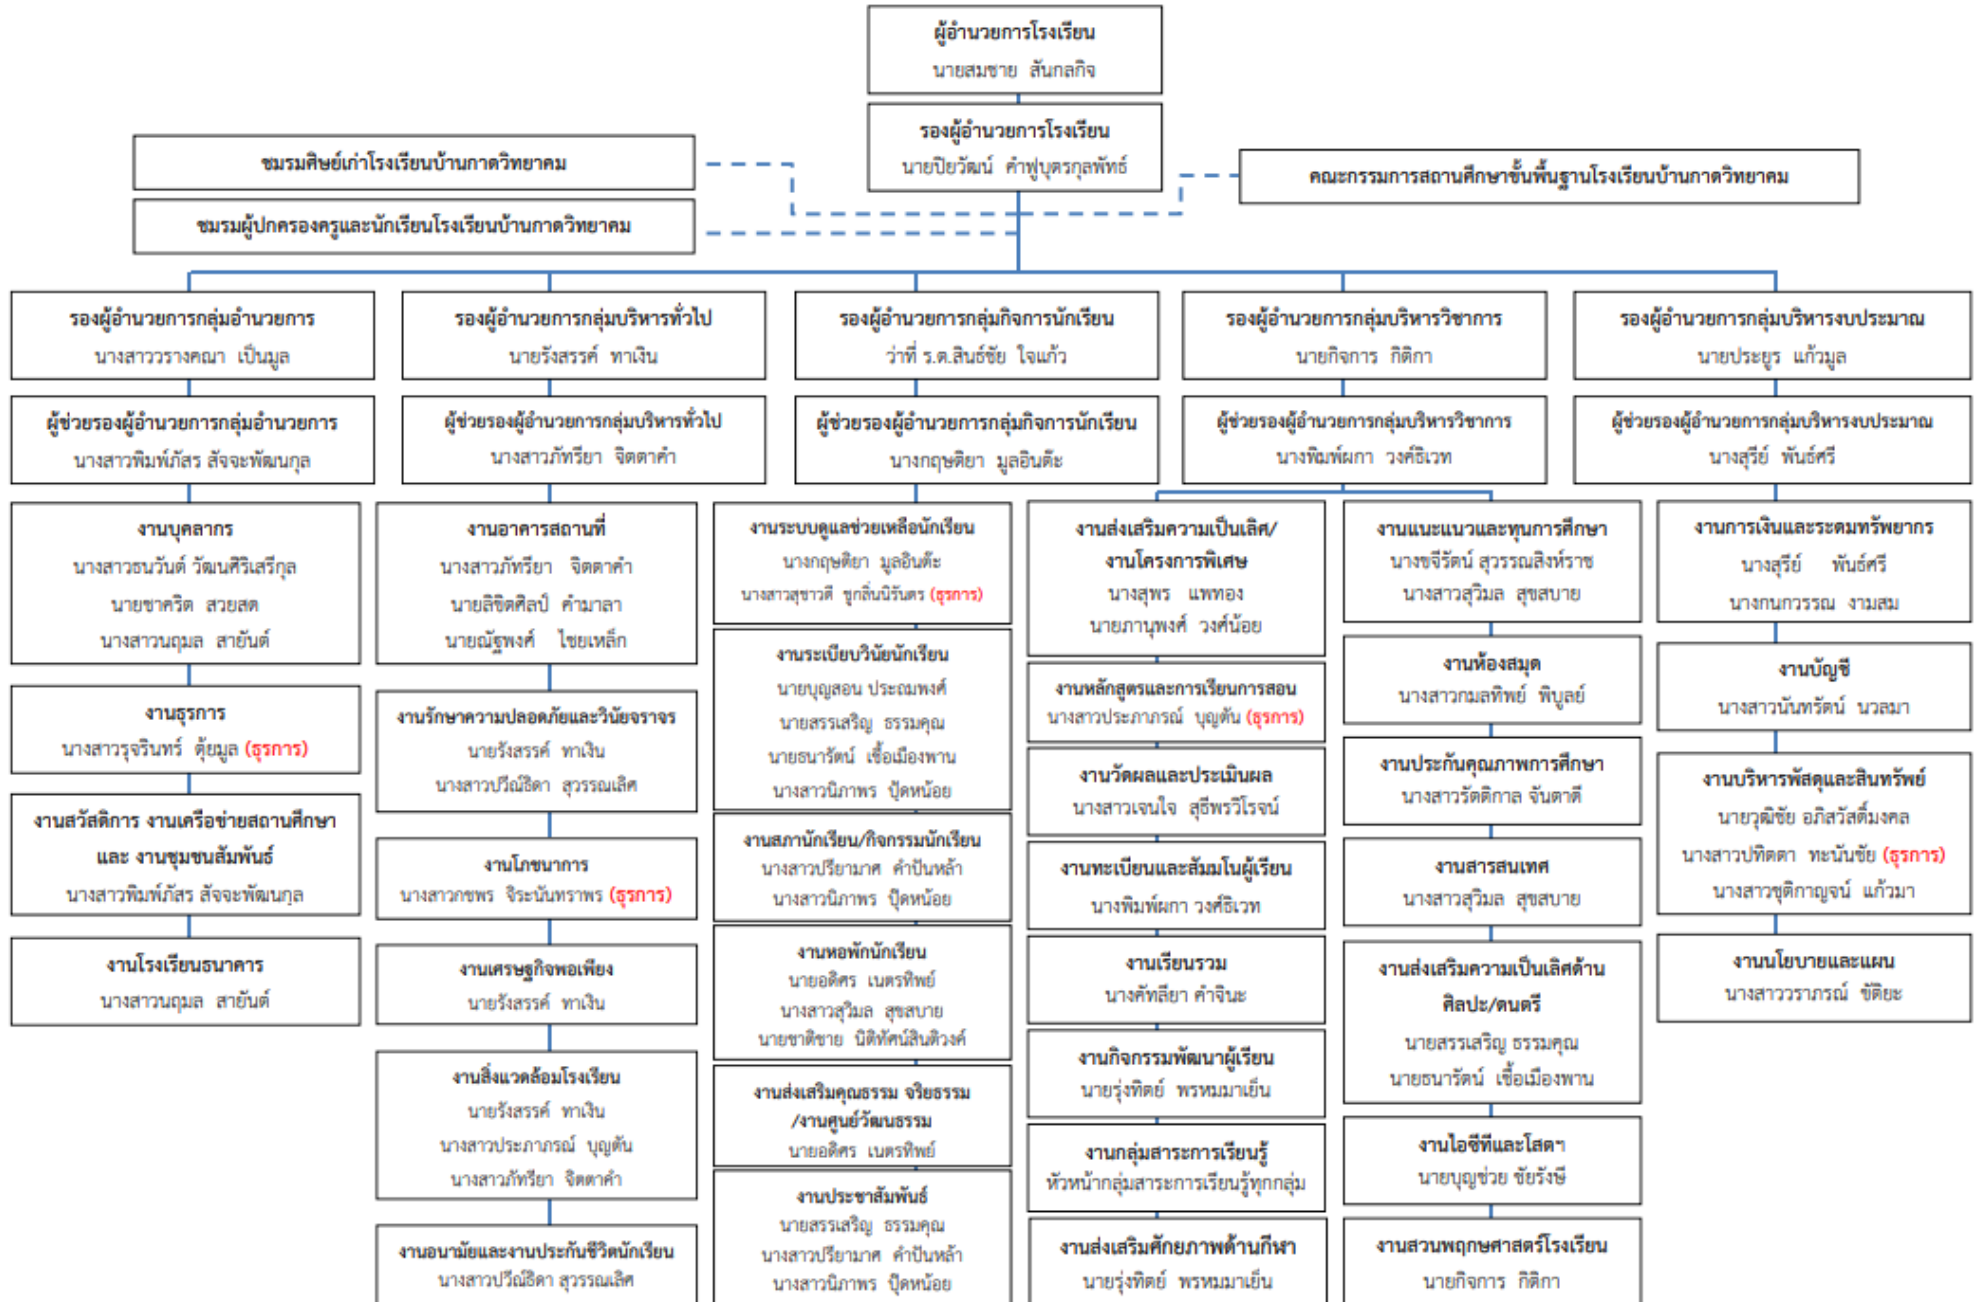 ผู้อำนวยการโรงเรียน
นายสมชาย สันกลกิจ
รองผู้อำนวยการโรงเรียน
นายปิยวัฒน์ คำฟูบุตรกุลพัทธ์
ชมรมศิษย์เก่าโรงเรียนบ้านกาดวิทยาคม
คณะกรรมการสถานศึกษาขั้นพื้นฐานโรงเรียนบ้านกาดวิทยาคม
ชมรมผู้ปกครองครูและนักเรียนโรงเรียนบ้านกาดวิทยาคม
รองผู้อำนวยการกลุ่มอำนวยการ
นางสาววรางคณา เป็นมูล
ผู้ช่วยรองผู้อำนวยการกลุ่มอำนวยการ
นางสาวพิมพ์ภัสร สัจจะพัฒนกุล
งานบุคลากร
นางสาวธนวันต์ วัฒนศิริเสรีกุล
นายชาคริต สวยสด
นางสาวนฤมล สายันต์
งานธุรการ
นางสาวรุจรินทร์ ตุ้ยมูล (ธุรการ)
งานสวัสดิการ งานเครือข่ายสถานศึกษา
และ งานชุมชนสัมพันธ์
นางสาวพิมพ์ภัสร สัจจะพัฒนกุล
งานโรงเรียนธนาคาร
นางสาวนฤมล สายันต์
รองผู้อำนวยการกลุ่มบริหารทั่วไป
นายรังสรรค์ ทาเงิน
ผู้ช่วยรองผู้อำนวยการกลุ่มบริหารทั่วไป
นางสาวภัทรียา จิตตาคำ
งานอาคารสถานที่
นางสาวภัทรียา จิตตาคำ
นายลิขิตศิลป์ คำมาลา
นายณัฐพงศ์ ไชยเหล็ก
งานรักษาความปลอดภัยและวินัยจราจร
นายรังสรรค์ ทาเงิน
นางสาวปวีณ์ธิดา สุวรรณเลิศ
งานโภชนาการ
นางสาวกชพร จิระนันทราพร (ธุรการ)
งานเศรษฐกิจพอเพียง
นายรังสรรค์ ทาเงิน
งานสิ่งแวดล้อมโรงเรียน
นายรังสรรค์ ทาเงิน
นางสาวประภาภรณ์ บุญตัน
นางสาวภัทรียา จิตตาคำ
งานอนามัยและงานประกันชีวิตนักเรียน
นางสาวปวีณ์ธิดา สุวรรณเลิศ
รองผู้อำนวยการกลุ่มกิจการนักเรียน
ว่าที่ ร.ต.สินธ์ชัย ใจแก้ว
ผู้ช่วยรองผู้อำนวยการกลุ่มกิจการนักเรียน
นางกฤษติยา มูลอินต๊ะ
งานระบบดูแลช่วยเหลือนักเรียน
นางกฤษติยา มูลอินต๊ะ
นางสาวสุชาวดี ชูกลิ่นนิรันดร (ธุรการ)
งานระเบียบวินัยนักเรียน
นายบุญสอน ประถมพงศ์
นายสรรเสริญ ธรรมคุณ
นายธนารัตน์ เชื้อเมืองพาน
นางสาวนิภาพร ปุ๊ดหน่อย
งานสภานักเรียน/กิจกรรมนักเรียน
นางสาวปรียามาศ คำปันหล้า
นางสาวนิภาพร ปุ๊ดหน่อย
งานหอพักนักเรียน
นายอดิศร เนตรทิพย์
นางสาวสุวิมล สุขสบาย
นายชาติชาย นิติทัศน์สินติวงค์
งานส่งเสริมคุณธรรม จริยธรรม
/งานศูนย์วัฒนธรรม
นายอดิศร เนตรทิพย์
งานประชาสัมพันธ์
นายสรรเสริญ ธรรมคุณ
นางสาวปรียามาศ คำปันหล้า
นางสาวนิภาพร ปุ๊ดหน่อย
รองผู้อำนวยการกลุ่มบริหารวิชาการ
นายกิจการ กิติกา
ผู้ช่วยรองผู้อำนวยการกลุ่มบริหารวิชาการ
นางพิมพ์ผกา วงศ์ธิเวท
งานส่งเสริมความเป็นเลิศ/
งานโครงการพิเศษ
นางสุพร แพทอง
นายภานุพงศ์ วงศ์น้อย
งานหลักสูตรและการเรียนการสอน
นางสาวประภาภรณ์ บุญตัน (ธุรการ)
งานวัดผลและประเมินผล
นางสาวเจนใจ สุธีพรวิโรจน์
งานทะเบียนและสัมมโนผู้เรียน
นางพิมพ์ผกา วงศ์ธิเวท
งานเรียนรวม
นางคัทลียา คำจินะ
งานกิจกรรมพัฒนาผู้เรียน
นายรุ่งทิตย์ พรหมมาเย็น
งานกลุ่มสาระการเรียนรู้
หัวหน้ากลุ่มสาระการเรียนรู้ทุกกลุ่ม
งานส่งเสริมศักยภาพด้านกีฬา
นายรุ่งทิตย์ พรหมมาเย็น
งานแนะแนวและทุนการศึกษา
นางขจีรัตน์ สุวรรณสิงห์ราช
นางสาวสุวิมล สุขสบาย
งานห้องสมุด
นางสาวกมลทิพย์ พิบูลย์
งานประกันคุณภาพการศึกษา
นางสาวรัตติกาล จันตาดี
งานสารสนเทศ
นางสาวสุวิมล สุขสบาย
งานส่งเสริมความเป็นเลิศด้าน
ศิลปะ/ดนตรี
นายสรรเสริญ ธรรมคุณ
นายธนารัตน์ เชื้อเมืองพาน
งานไอซีทีและโสตฯ
นายบุญช่วย ชัยรังษี
งานสวนพฤกษศาสตร์โรงเรียน
นายกิจการ กิติกา
รองผู้อำนวยการกลุ่มบริหารงบประมาณ
นายประยูร แก้วมูล
ผู้ช่วยรองผู้อำนวยการกลุ่มบริหารงบประมาณ
นางสุรีย์ พันธ์ศรี
งานการเงินและระดมทรัพยากร
นางสุรีย์ พันธ์ศรี
นางกนกวรรณ งามสม
งานบัญชี
นางสาวนันทรัตน์ นวลมา
งานบริหารพัสดุและสินทรัพย์
นายวุฒิชัย อภิสวัสดิ์มงคล
นางสาวปทิตตา ทะนันชัย (ธุรการ)
นางสาวชุติกาญจน์ แก้วมา
งานนโยบายและแผน
นางสาววราภรณ์ ขัติยะ